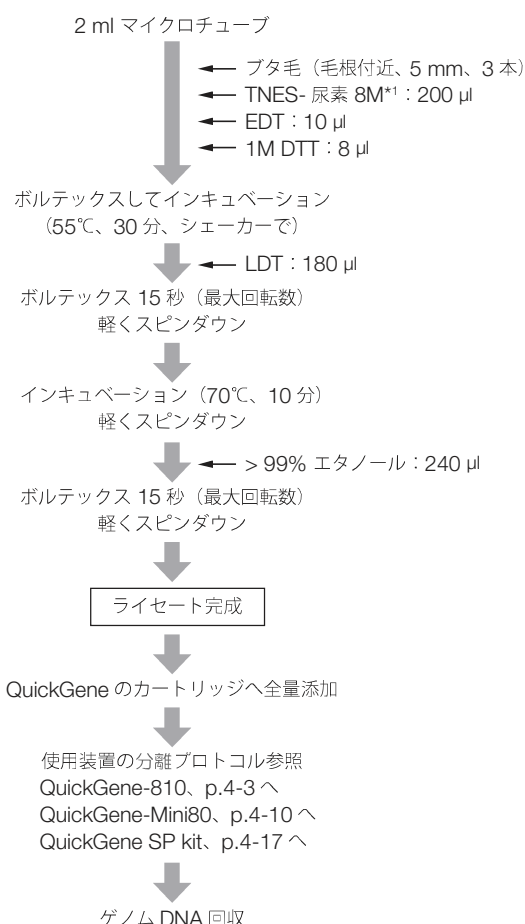 2 ml マイクロチューブ
ブタ毛（毛根付近、5 mm、3 本）
TNES- 尿素 8M*1：200 μl
EDT：10 μl
1M DTT：8 μl
ボルテックスしてインキュベーション
（55℃、30 分、シェーカーで）
LDT：180 μl
ボルテックス 15 秒（最大回転数）
軽くスピンダウン
インキュベーション（70℃、10 分）
軽くスピンダウン
> 99% エタノール：240 μl
ボルテックス 15 秒（最大回転数）
軽くスピンダウン
ライセート完成
QuickGene のカートリッジへ全量添加
使用装置の分離プロトコル参照
QuickGene-810、p.4-3 へ
QuickGene-Mini80、p.4-10 へ
QuickGene SP kit、p.4-17 へ
ゲノム DNA 回収